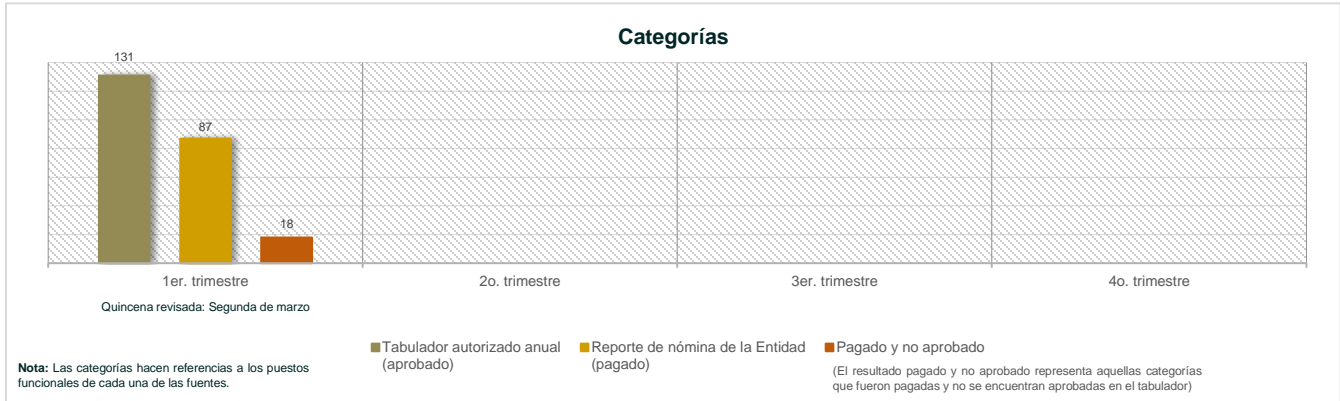 Categorías
131
87
18
1er. trimestre
2o. trimestre
3er. trimestre
4o. trimestre
Quincena revisada: Segunda de marzo
Tabulador autorizado anual
(aprobado)
Reporte de nómina de la Entidad
(pagado)
Pagado y no aprobado
(El resultado pagado y no aprobado representa aquellas categorías
que fueron pagadas y no se encuentran aprobadas en el tabulador)
Nota: Las categorías hacen referencias a los puestos
funcionales de cada una de las fuentes.